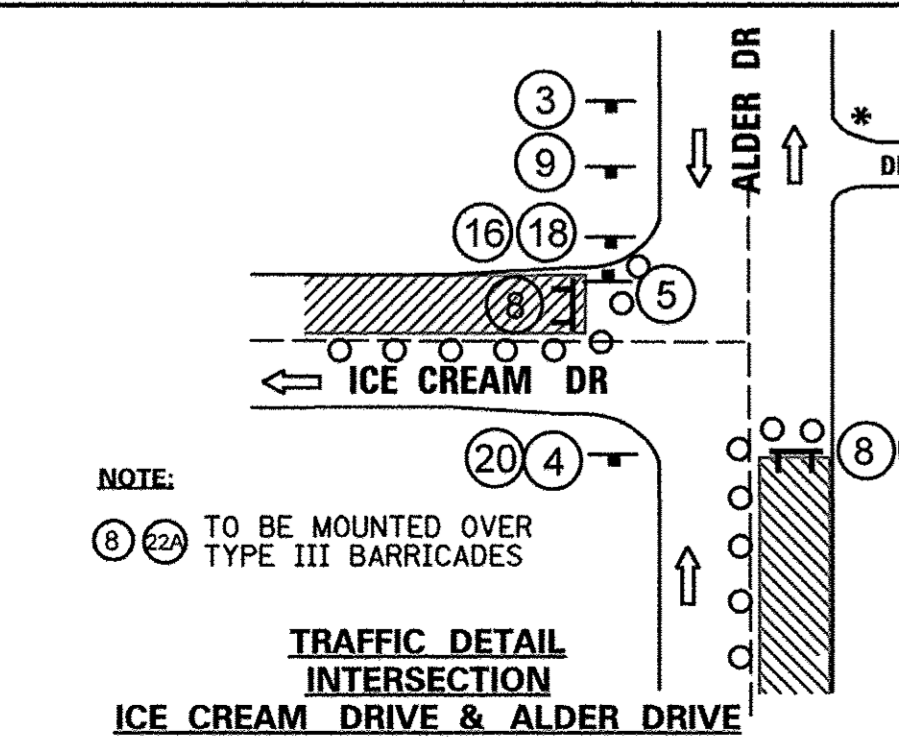 ALDER DR
3
*
9
16 18
5
8
ICE CREAM DR
20 4
8
NOTE:
8 22A TO BE MOUNTED OVER
TYPE III BARRICADES
TRAFFIC DETAIL
INTERSECTION
ICE CREAM DRIVE & ALDER DRIVE